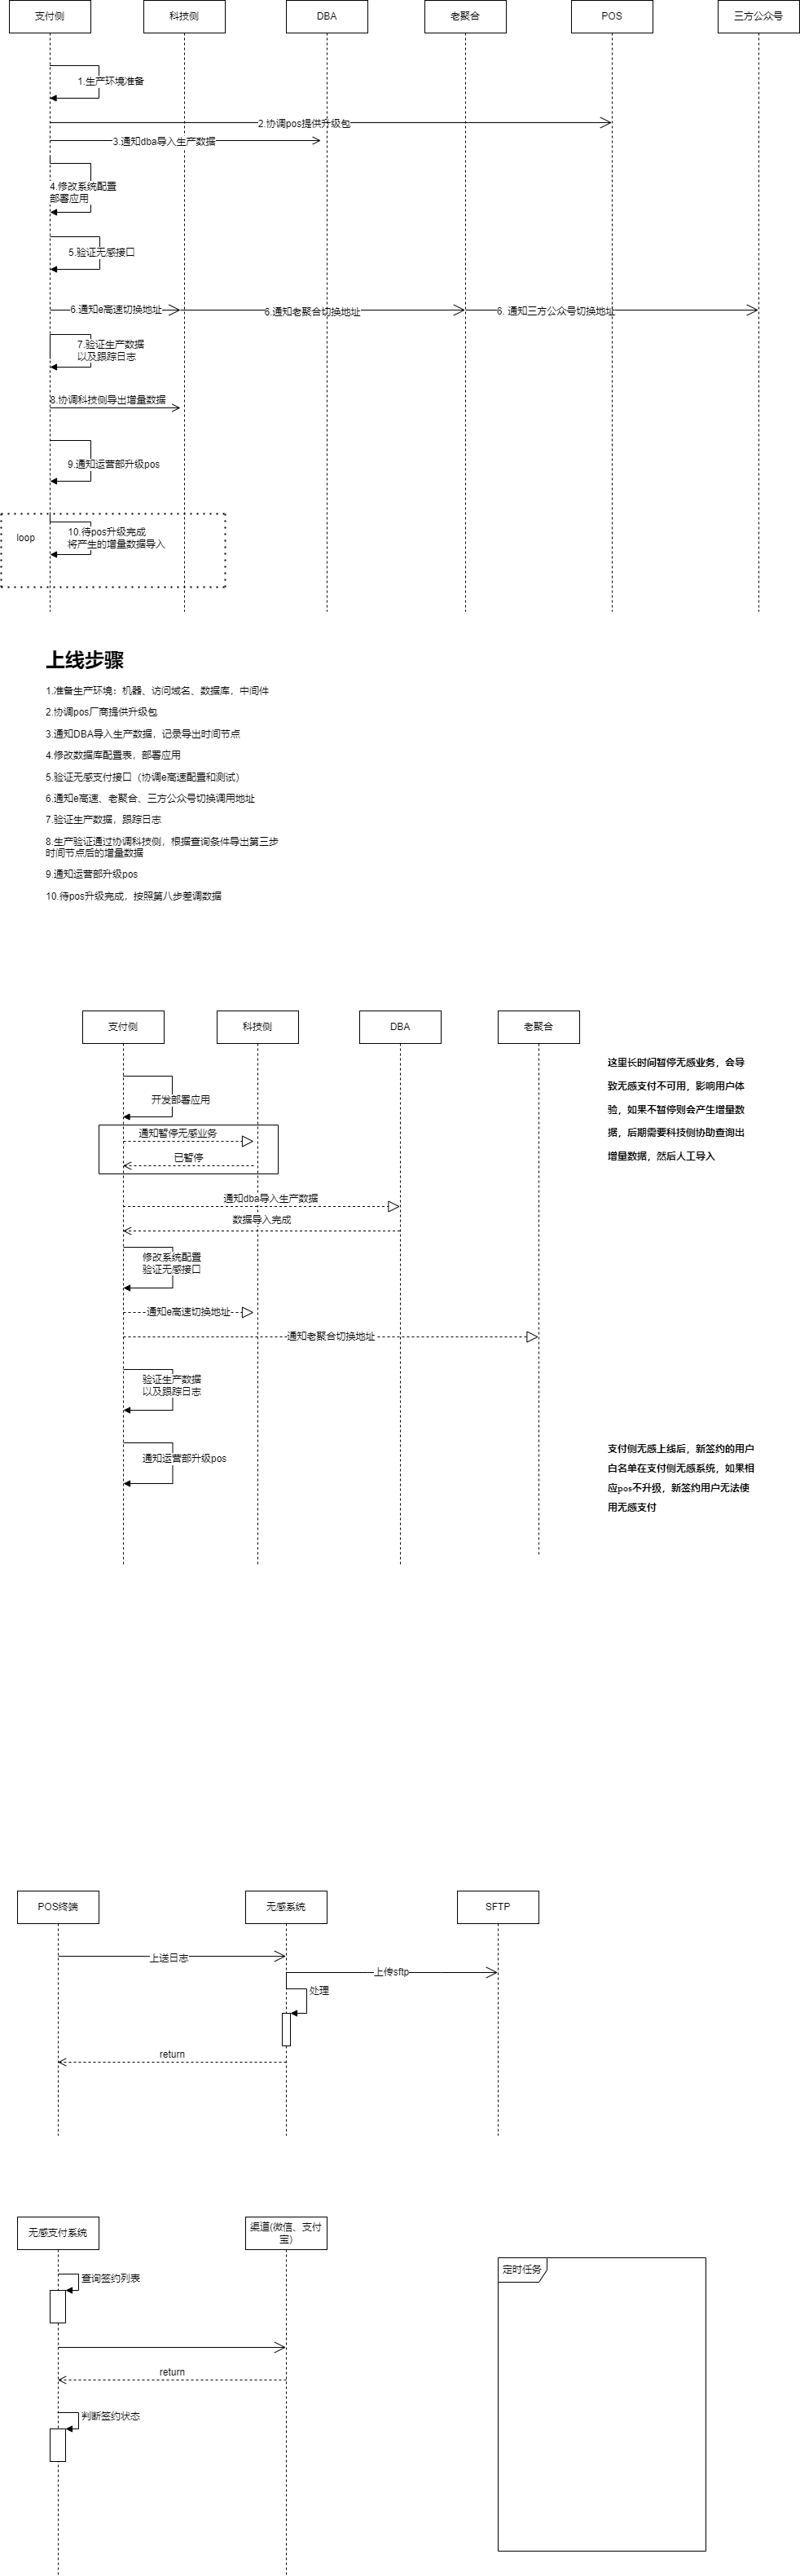 支付侧
科技侧
DBA
老聚合
POS
三方公众号
1.生产环境准备
2.协调pos提供升级包
3.通知dba导入生产数据
4.修改系统配置
部署应用
5.验证无感接口
6.通知e高速切换地址
6.通知老聚合切换地址
6. 通知三方公众号切换地址
7.验证生产数据
以及跟踪日志
8.协调科技侧导出增量数据
9.通知运营部升级pos
loop
10.待pos升级完成
将产生的增量数据导入
上线步骤
1.准备生产环境：机器、访问域名、数据库，中间件
2.协调pos厂商提供升级包
3.通知DBA导入生产数据，记录导出时间节点
4.修改数据库配置表，部署应用
5.验证无感支付接口（协调e高速配置和测试）
6.通知e高速、老聚合、三方公众号切换调用地址
7.验证生产数据，跟踪日志
8.生产验证通过协调科技侧，根据查询条件导出第三步
时间节点后的增量数据
9.通知运营部升级pos
10.待pos升级完成，按照第八步差调数据
支付侧
科技侧
DBA
老聚合
这里长时间暂停无感业务，会导
致无感支付不可用，影响用户体
验，如果不暂停则会产生增量数
据，后期需要科技侧协助查询出
增量数据，然后人工导入
开发部署应用
通知暂停无感业务
已暂停
通知dba导入生产数据
数据导入完成
修改系统配置
验证无感接口
通知e高速切换地址
通知老聚合切换地址
验证生产数据
以及跟踪日志
通知运营部升级pos
支付侧无感上线后，新签约的用户
白名单在支付侧无感系统，如果相
应pos不升级，新签约用户无法使
用无感支付
POS终端
无感系统
SFTP
上送日志
上传sftp
处理
return
无感支付系统
渠道(微信、支付
宝)
定时任务
查询签约列表
return
判断签约状态